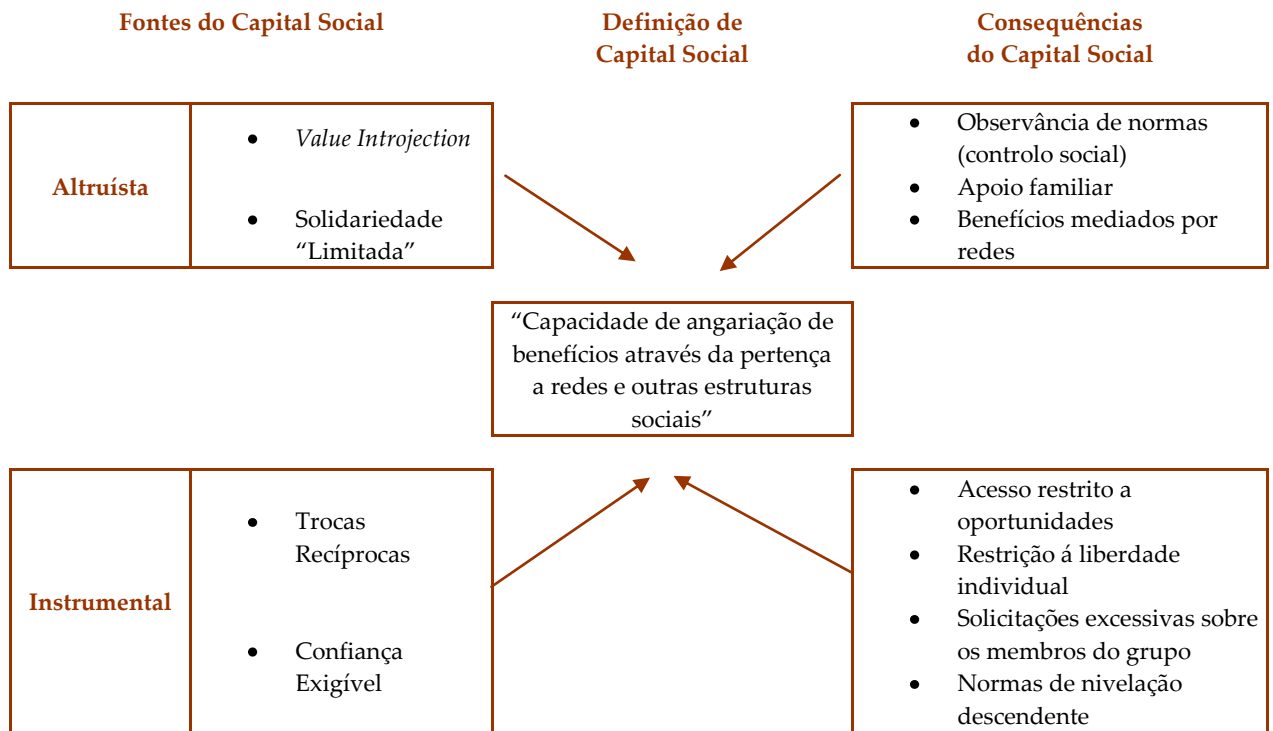 Fontes do Capital Social
Definição de
Capital Social
Consequências
do Capital Social
Altruísta
• Value Introjection
• Solidariedade
“Limitada”
• Observância de normas
(controlo social)
• Apoio familiar
• Benefícios mediados por
redes
“Capacidade de angariação de
benefícios através da pertença
a redes e outras estruturas
sociais”
Instrumental
• Trocas
Recíprocas
• Confiança
Exigível
• Acesso restrito a
oportunidades
• Restrição á liberdade
individual
• Solicitações excessivas sobre
os membros do grupo
• Normas de nivelação
descendente